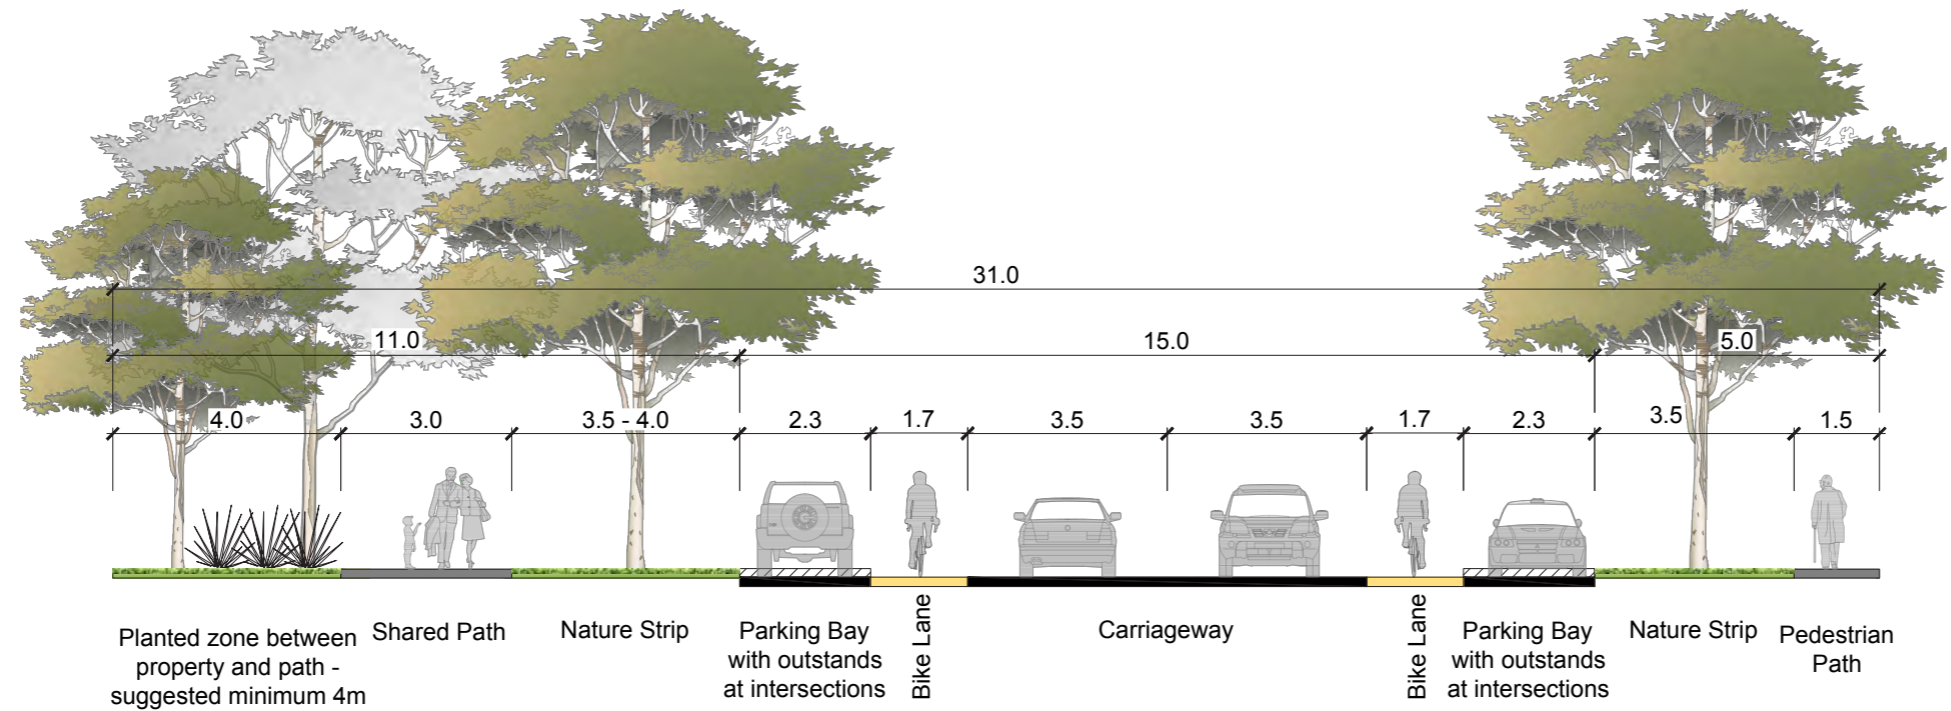 31.0
11.0
15.0
5.0
4.0
3.0
3.5 - 4.0
2.3
1.7
3.5
3.5
1.7
2.3
3.5
1.5
Planted zone between
property and path -
suggested minimum 4m
Shared Path
Nature Strip
Parking Bay
with outstands
at intersections
Bike Lane
Carriageway
Bike Lane
Parking Bay
with outstands
at intersections
Nature Strip
Pedestrian
Path